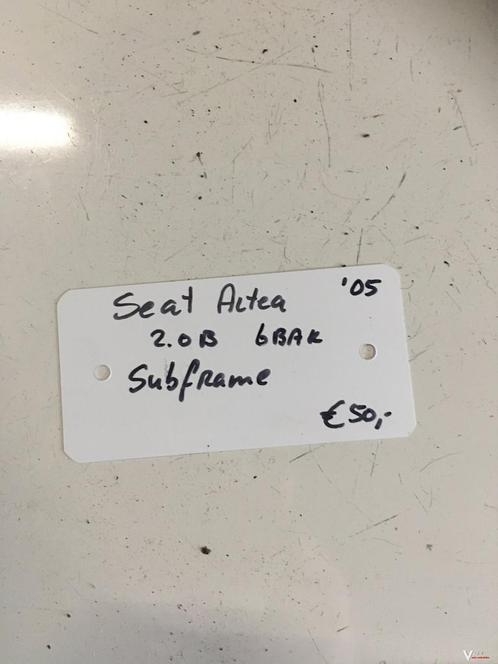 Seat Altea '05
2.0B 6BAK
Subframe
€50,-